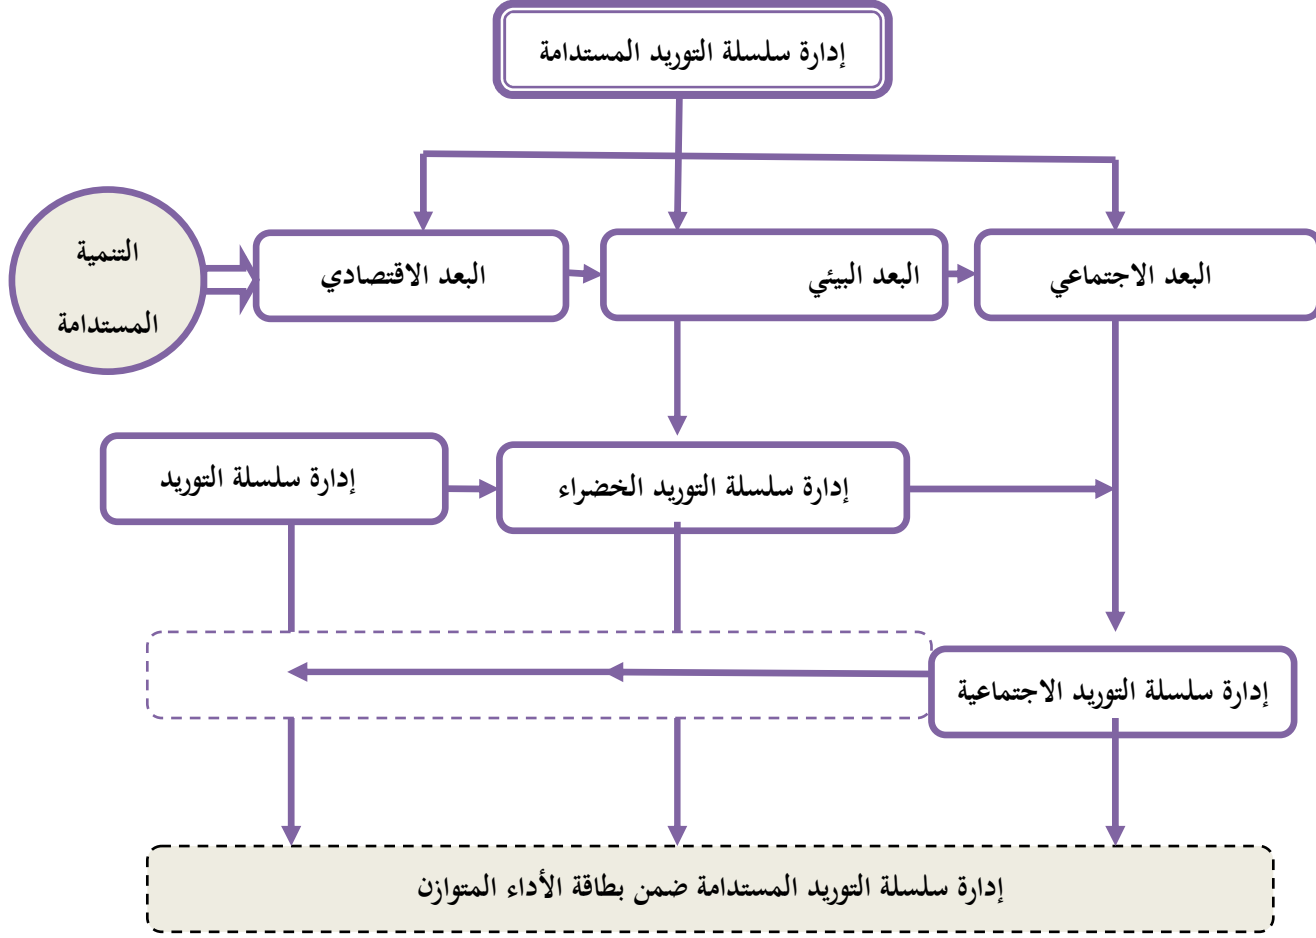 إدارة سلسلة التوريد المستدامة
البعد الاجتماعي
البعد البيئي
البعد الاقتصادي
التنمية
المستدامة
إدارة سلسلة التوريد الخضراء
إدارة سلسلة التوريد
إدارة سلسلة التوريد الاجتماعية
إدارة سلسلة التوريد المستدامة ضمن بطاقة الأداء المتوازن